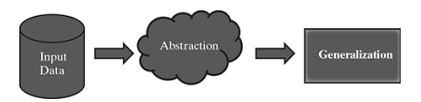 Input
Data
Abstraction
Generalization